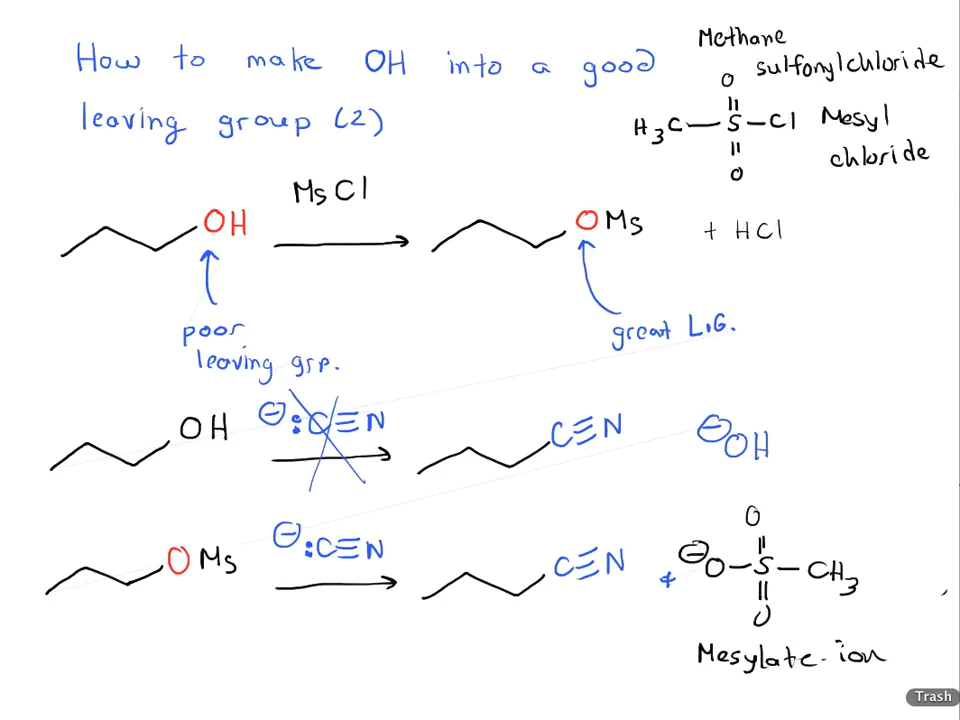 How to make OH into a good
leaving group (2)
Methane
sulfonylchloride
O
H3C—S—Cl
O
Mesyl
chloride
OH
MsCl
OMs
+ HCl
poor
leaving grp.
great L.G.
OH
⊖:C≡N
C≡N
⊖OH
OMs
⊖:C≡N
C≡N
+
O
⊖O—S—CH3
O
Mesylate-ion
Trash